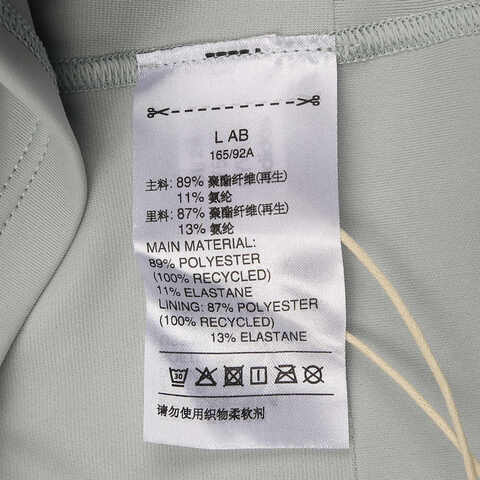 L AB
165/92A
主料: 89% 聚酯纤维(再生)
11% 氨纶
里料: 87% 聚酯纤维(再生)
13% 氨纶
MAIN MATERIAL:
89% POLYESTER
(100% RECYCLED)
11% ELASTANE
LINING: 87% POLYESTER
(100% RECYCLED)
13% ELASTANE
30
请勿使用织物柔软剂